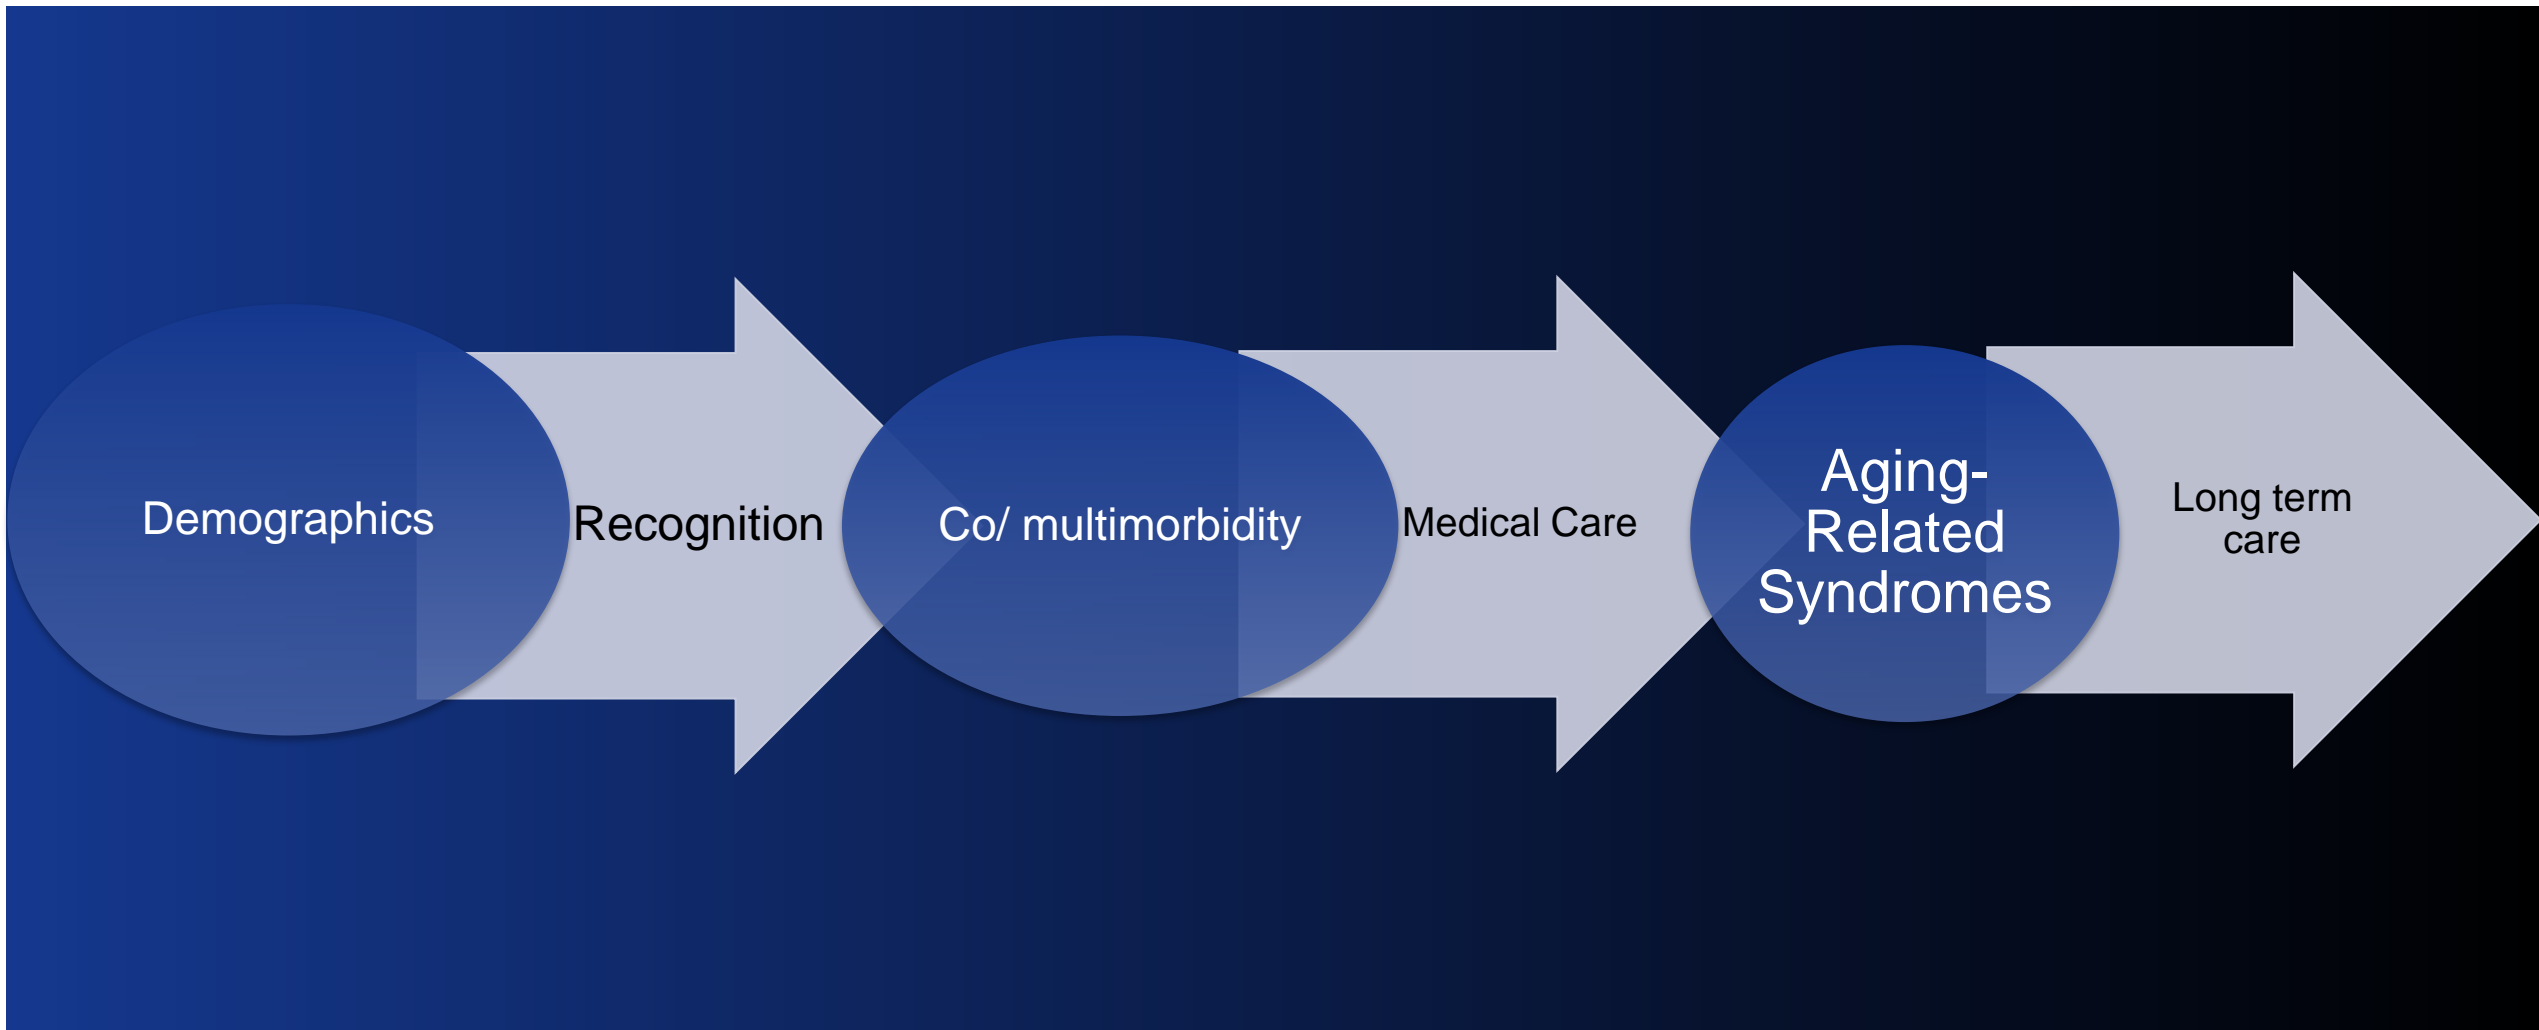 Demographics
Recognition
Co/ multimorbidity
Medical Care
Aging-
Related
Syndromes
Long term
care